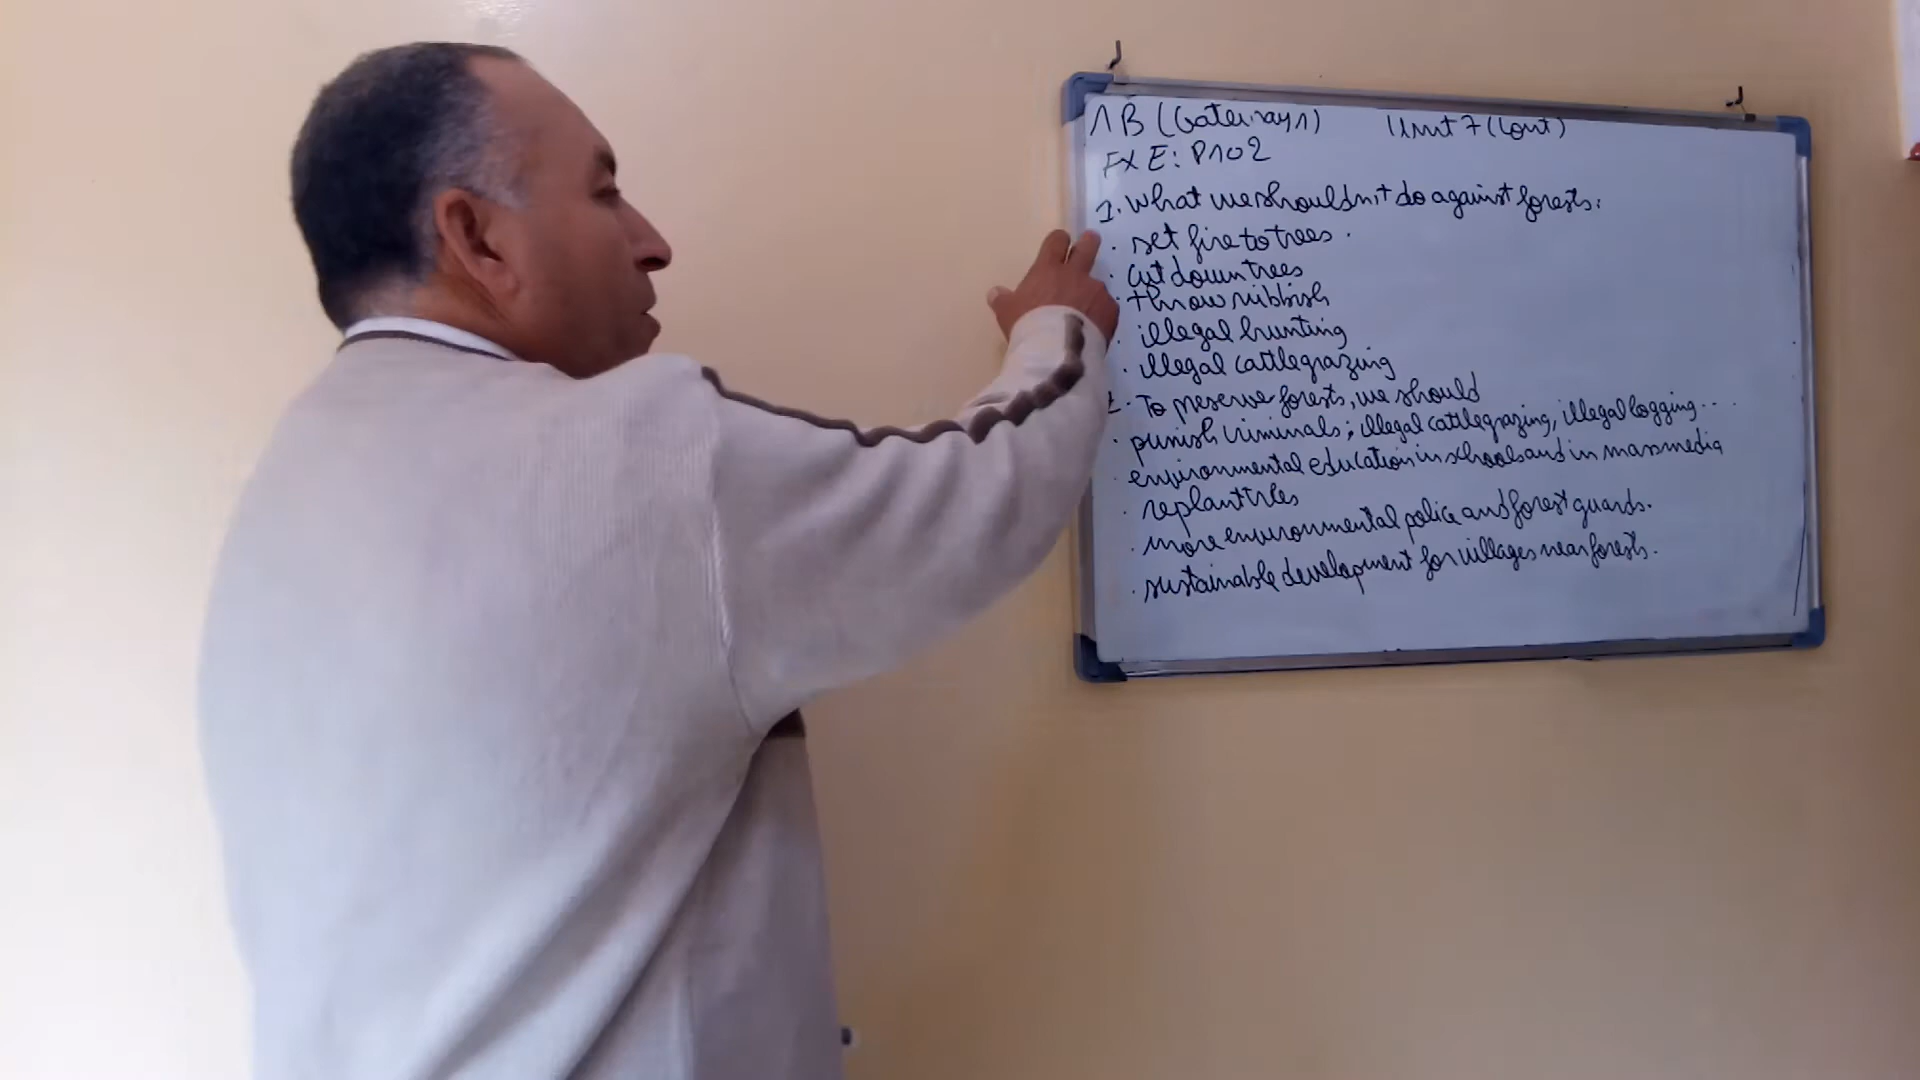 1B (Gateway1) Unit 7 (Cont)
Ex E: P102
1. What we shouldn't do against forests:
. set fire to trees .
. cut down trees
. throw rubbish
. illegal hunting
. illegal cattle grazing
2. To preserve forests, we should
. punish criminals; illegal cattle grazing, illegal logging ...
. environmental education in schools and in mass media
. replant trees
. more environmental police and forest guards.
. sustainable development for villages near forests.